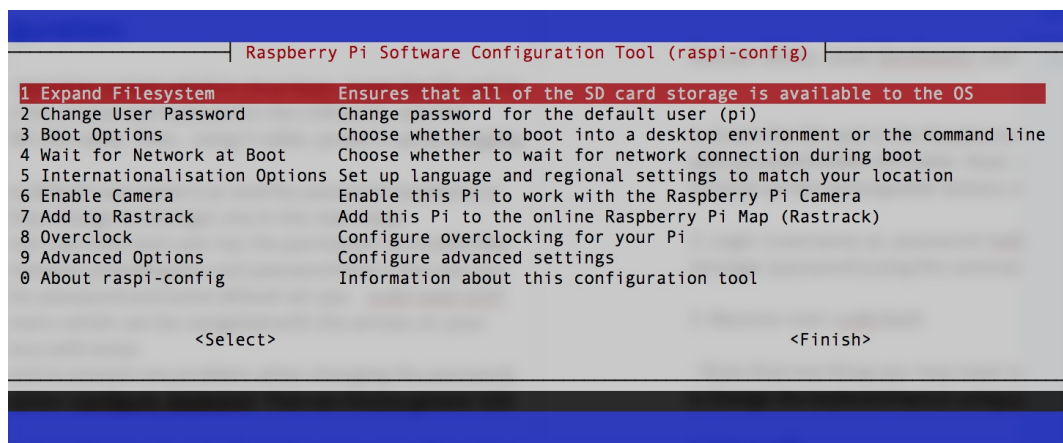 Raspberry Pi Software Configuration Tool (raspi-config)
1 Expand Filesystem Ensures that all of the SD card storage is available to the OS
2 Change User Password Change password for the default user (pi)
3 Boot Options Choose whether to boot into a desktop environment or the command line
4 Wait for Network at Boot Choose whether to wait for network connection during boot
5 Internationalisation Options Set up language and regional settings to match your location
6 Enable Camera Enable this Pi to work with the Raspberry Pi Camera
7 Add to Rastrack Add this Pi to the online Raspberry Pi Map (Rastrack)
8 Overclock Configure overclocking for your Pi
9 Advanced Options Configure advanced settings
0 About raspi-config Information about this configuration tool
<Select> <Finish>